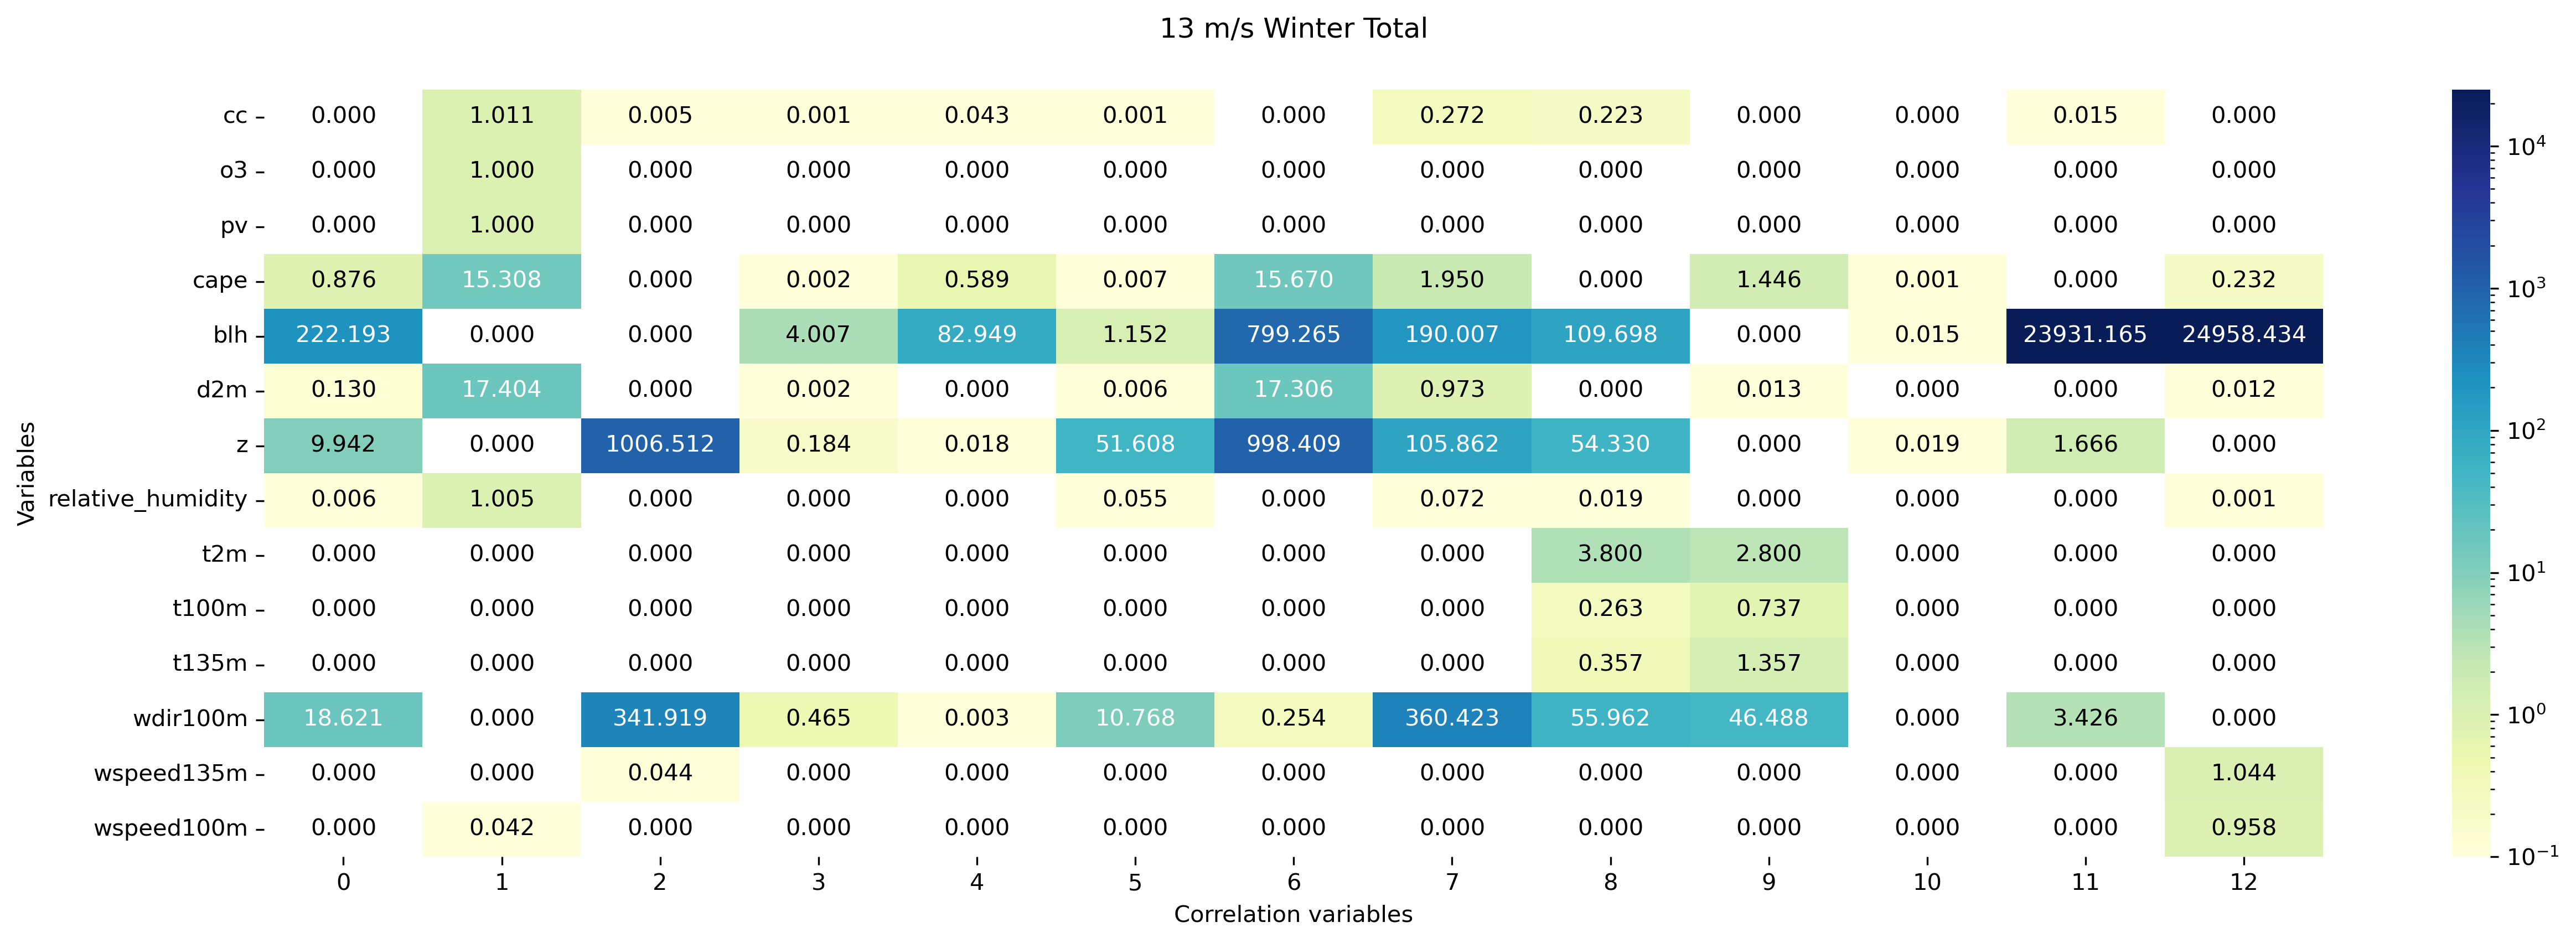 13 m/s Winter Total
cc 0.000 1.011 0.005 0.001 0.043 0.001 0.000 0.272 0.223 0.000 0.000 0.015 0.000
o3 0.000 1.000 0.000 0.000 0.000 0.000 0.000 0.000 0.000 0.000 0.000 0.000 0.000
pv 0.000 1.000 0.000 0.000 0.000 0.000 0.000 0.000 0.000 0.000 0.000 0.000 0.000
cape 0.876 15.308 0.000 0.002 0.589 0.007 15.670 1.950 0.000 1.446 0.001 0.000 0.232
blh 222.193 0.000 0.000 4.007 82.949 1.152 799.265 190.007 109.698 0.000 0.015 23931.165 24958.434
d2m 0.130 17.404 0.000 0.002 0.000 0.006 17.306 0.973 0.000 0.013 0.000 0.000 0.012
z 9.942 0.000 1006.512 0.184 0.018 51.608 998.409 105.862 54.330 0.000 0.019 1.666 0.000
relative_humidity 0.006 1.005 0.000 0.000 0.000 0.055 0.000 0.072 0.019 0.000 0.000 0.000 0.001
t2m 0.000 0.000 0.000 0.000 0.000 0.000 0.000 0.000 3.800 2.800 0.000 0.000 0.000
t100m 0.000 0.000 0.000 0.000 0.000 0.000 0.000 0.000 0.263 0.737 0.000 0.000 0.000
t135m 0.000 0.000 0.000 0.000 0.000 0.000 0.000 0.000 0.357 1.357 0.000 0.000 0.000
wdir100m 18.621 0.000 341.919 0.465 0.003 10.768 0.254 360.423 55.962 46.488 0.000 3.426 0.000
wspeed135m 0.000 0.000 0.044 0.000 0.000 0.000 0.000 0.000 0.000 0.000 0.000 0.000 1.044
wspeed100m 0.000 0.042 0.000 0.000 0.000 0.000 0.000 0.000 0.000 0.000 0.000 0.000 0.958
0 1 2 3 4 5 6 7 8 9 10 11 12
Correlation variables
Variables
10⁴
10³
10²
10¹
10⁰
10⁻¹